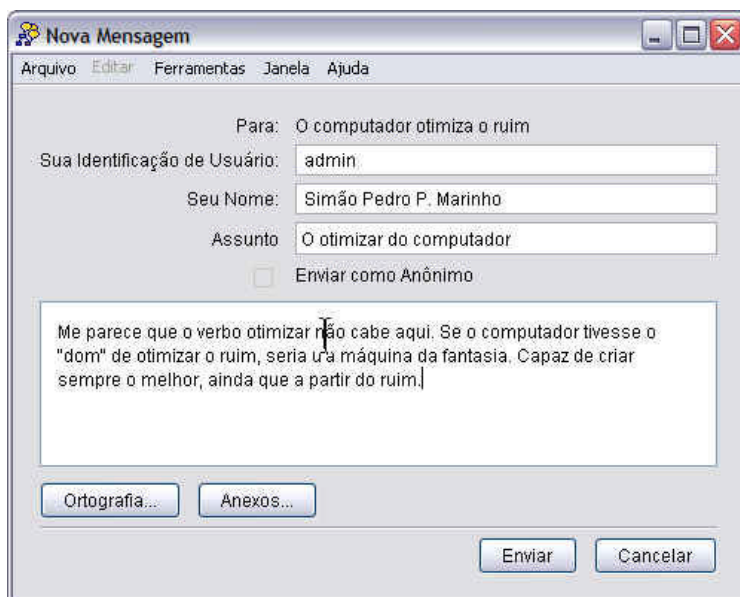 Nova Mensagem
Arquivo Editar Ferramentas Janela Ajuda
Para: O computador otimiza o ruim
Sua Identificação de Usuário: admin
Seu Nome: Simão Pedro P. Marinho
Assunto O otimizar do computador
Enviar como Anônimo
Me parece que o verbo otimizar não cabe aqui. Se o computador tivesse o
"dom" de otimizar o ruim, seria ua máquina da fantasia. Capaz de criar
sempre o melhor, ainda que a partir do ruim.
Ortografia... Anexos...
Enviar Cancelar